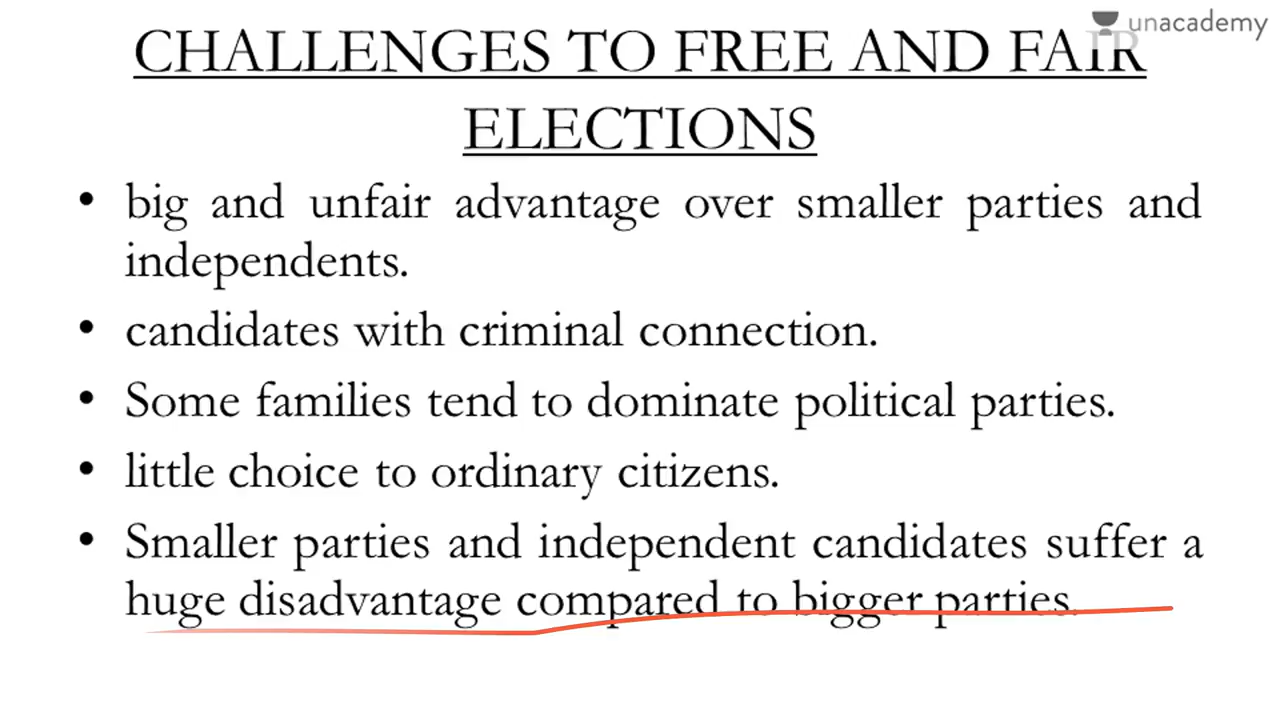 unacademy
CHALLENGES TO FREE AND FAIR
ELECTIONS
• big and unfair advantage over smaller parties and
independents.
• candidates with criminal connection.
• Some families tend to dominate political parties.
• little choice to ordinary citizens.
• Smaller parties and independent candidates suffer a
huge disadvantage compared to bigger parties.